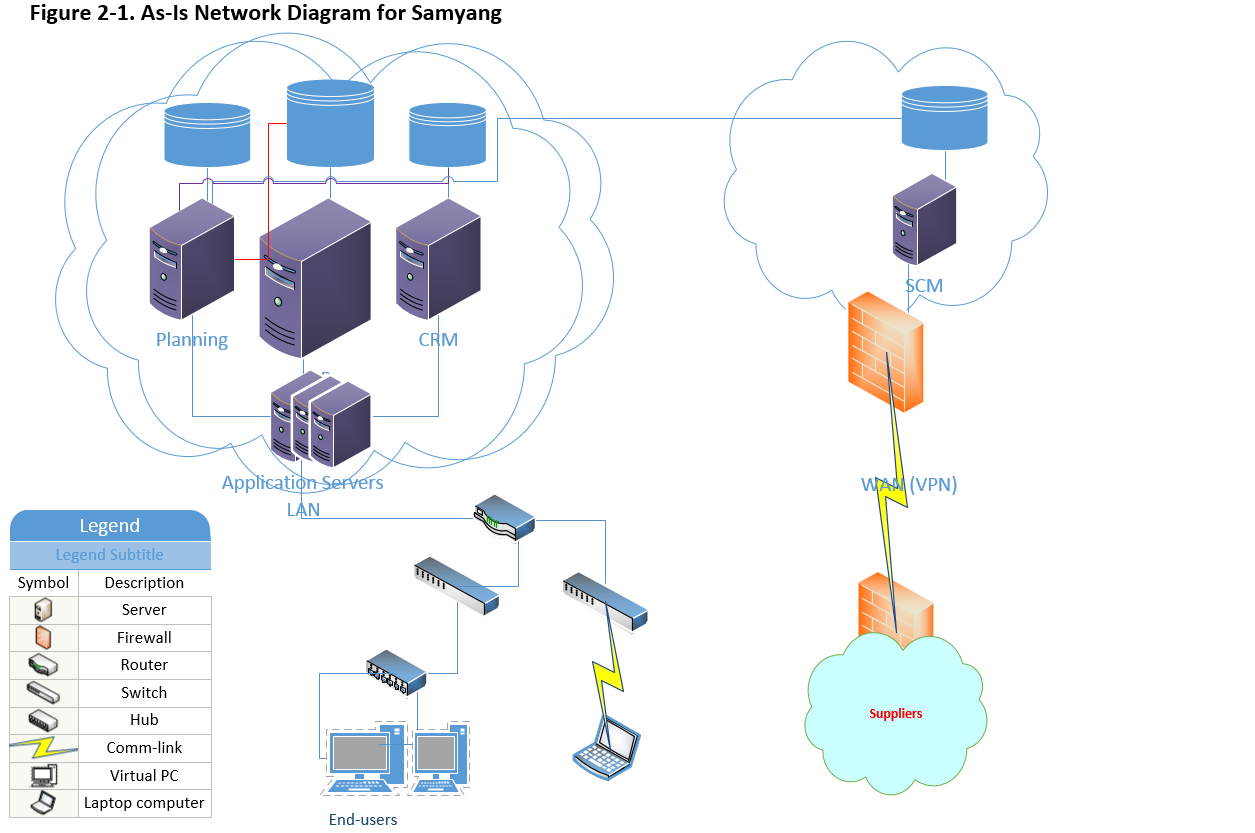 Figure 2-1. As-Is Network Diagram for Samyang
SCM
Planning
CRM
Application Servers
LAN
WAN (VPN)
Legend
Legend Subtitle
Symbol Description
Server
Firewall
Router
Switch
Hub
Comm-link
Virtual PC
Laptop computer
Suppliers
End-users